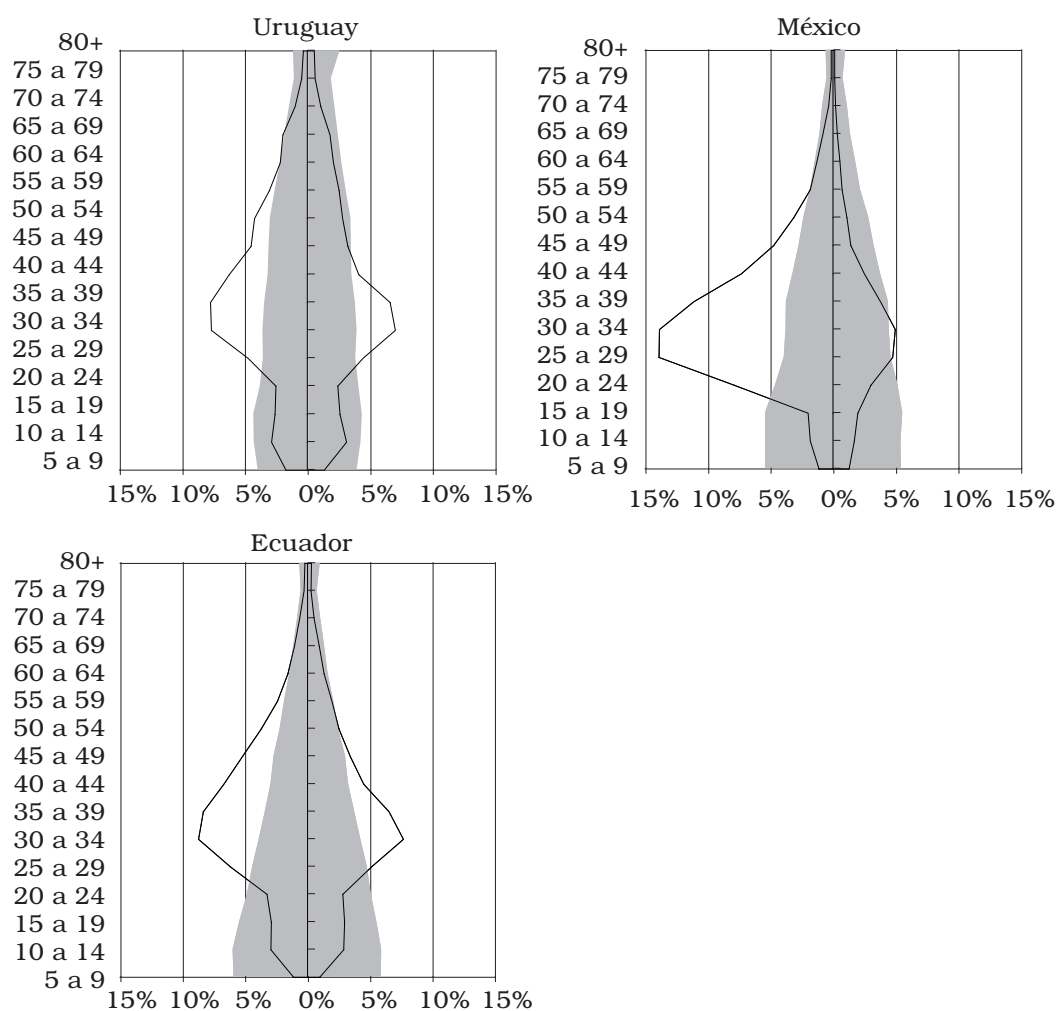 Uruguay
80+
75 a 79
70 a 74
65 a 69
60 a 64
55 a 59
50 a 54
45 a 49
40 a 44
35 a 39
30 a 34
25 a 29
20 a 24
15 a 19
10 a 14
5 a 9
15% 10% 5% 0% 5% 10% 15%
México
80+
75 a 79
70 a 74
65 a 69
60 a 64
55 a 59
50 a 54
45 a 49
40 a 44
35 a 39
30 a 34
25 a 29
20 a 24
15 a 19
10 a 14
5 a 9
15% 10% 5% 0% 5% 10% 15%
Ecuador
80+
75 a 79
70 a 74
65 a 69
60 a 64
55 a 59
50 a 54
45 a 49
40 a 44
35 a 39
30 a 34
25 a 29
20 a 24
15 a 19
10 a 14
5 a 9
15% 10% 5% 0% 5% 10% 15%